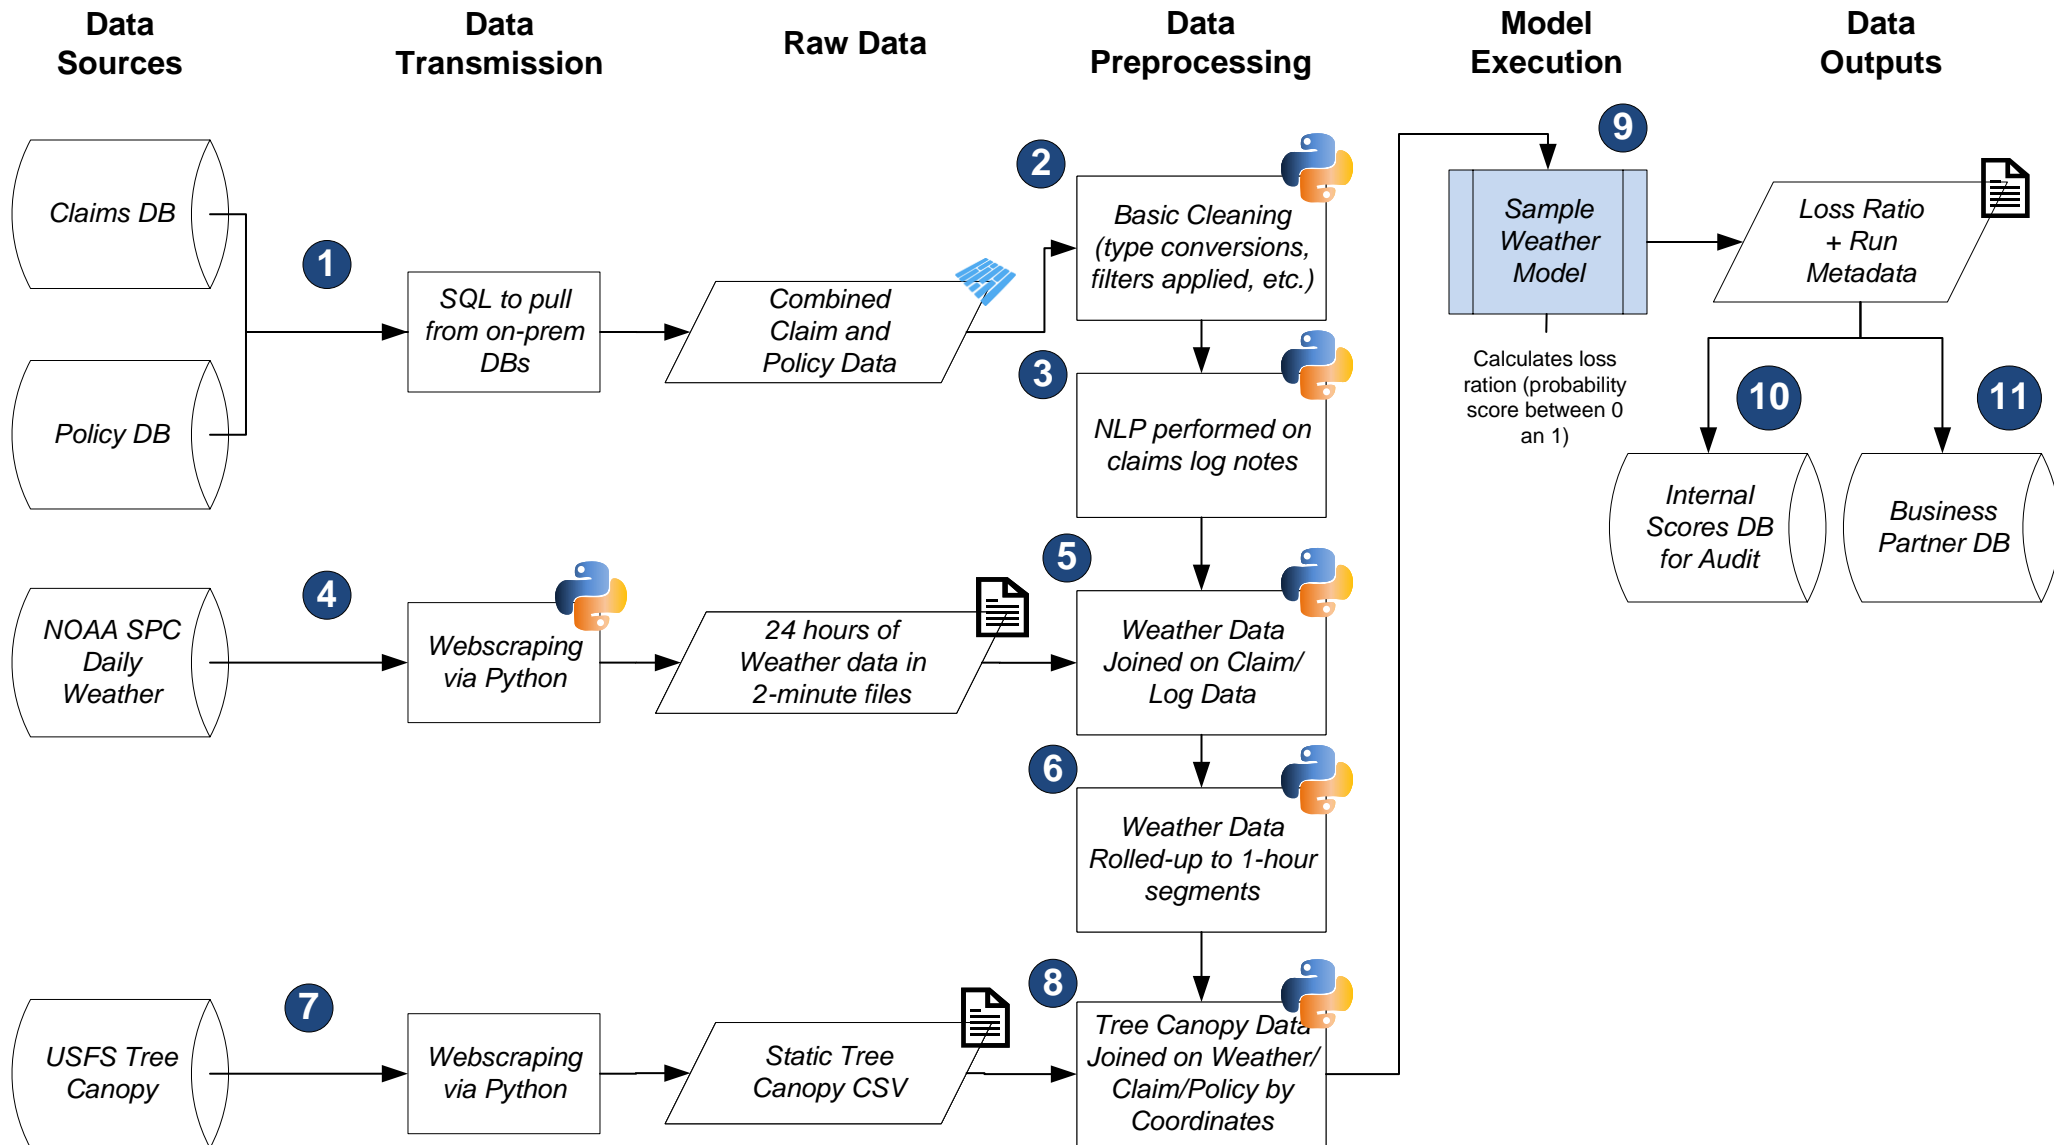 Data
Sources
Data
Transmission
Raw Data
Data
Preprocessing
Model
Execution
Data
Outputs
Claims DB
Policy DB
1
SQL to pull
from on-prem
DBs
Combined
Claim and
Policy Data
2
Basic Cleaning
(type conversions,
filters applied, etc.)
3
NLP performed on
claims log notes
NOAA SPC
Daily
Weather
4
Webscraping
via Python
24 hours of
Weather data in
2-minute files
5
Weather Data
Joined on Claim/
Log Data
6
Weather Data
Rolled-up to 1-hour
segments
USFS Tree
Canopy
7
Webscraping
via Python
Static Tree
Canopy CSV
8
Tree Canopy Data
Joined on Weather/
Claim/Policy by
Coordinates
9
Sample
Weather
Model
Calculates loss
ration (probability
score between 0
an 1)
Loss Ratio
+ Run
Metadata
10
Internal
Scores DB
for Audit
11
Business
Partner DB